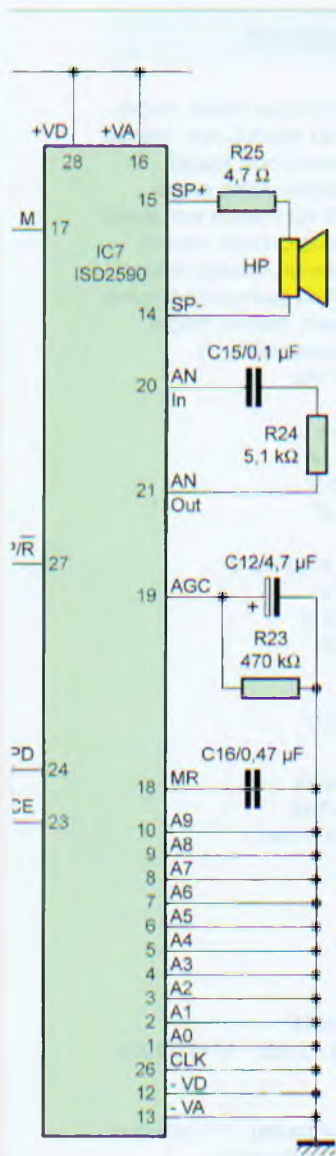 +VD +VA
28 16
R25
4,7 Ω
15 SP+
M 17
IC7
ISD2590
HP
14 SP-
C15/0,1 µF
20 AN
In
R24
5,1 kΩ
21 AN
Out
P/R̅ 27
C12/4,7 µF
19 AGC
+
R23
470 kΩ
C16/0,47 µF
PD 24
18 MR
CE 23
10 A9
9 A8
8 A7
7 A6
6 A5
5 A4
4 A3
3 A2
2 A1
1 A0
26 CLK
12 - VD
13 - VA